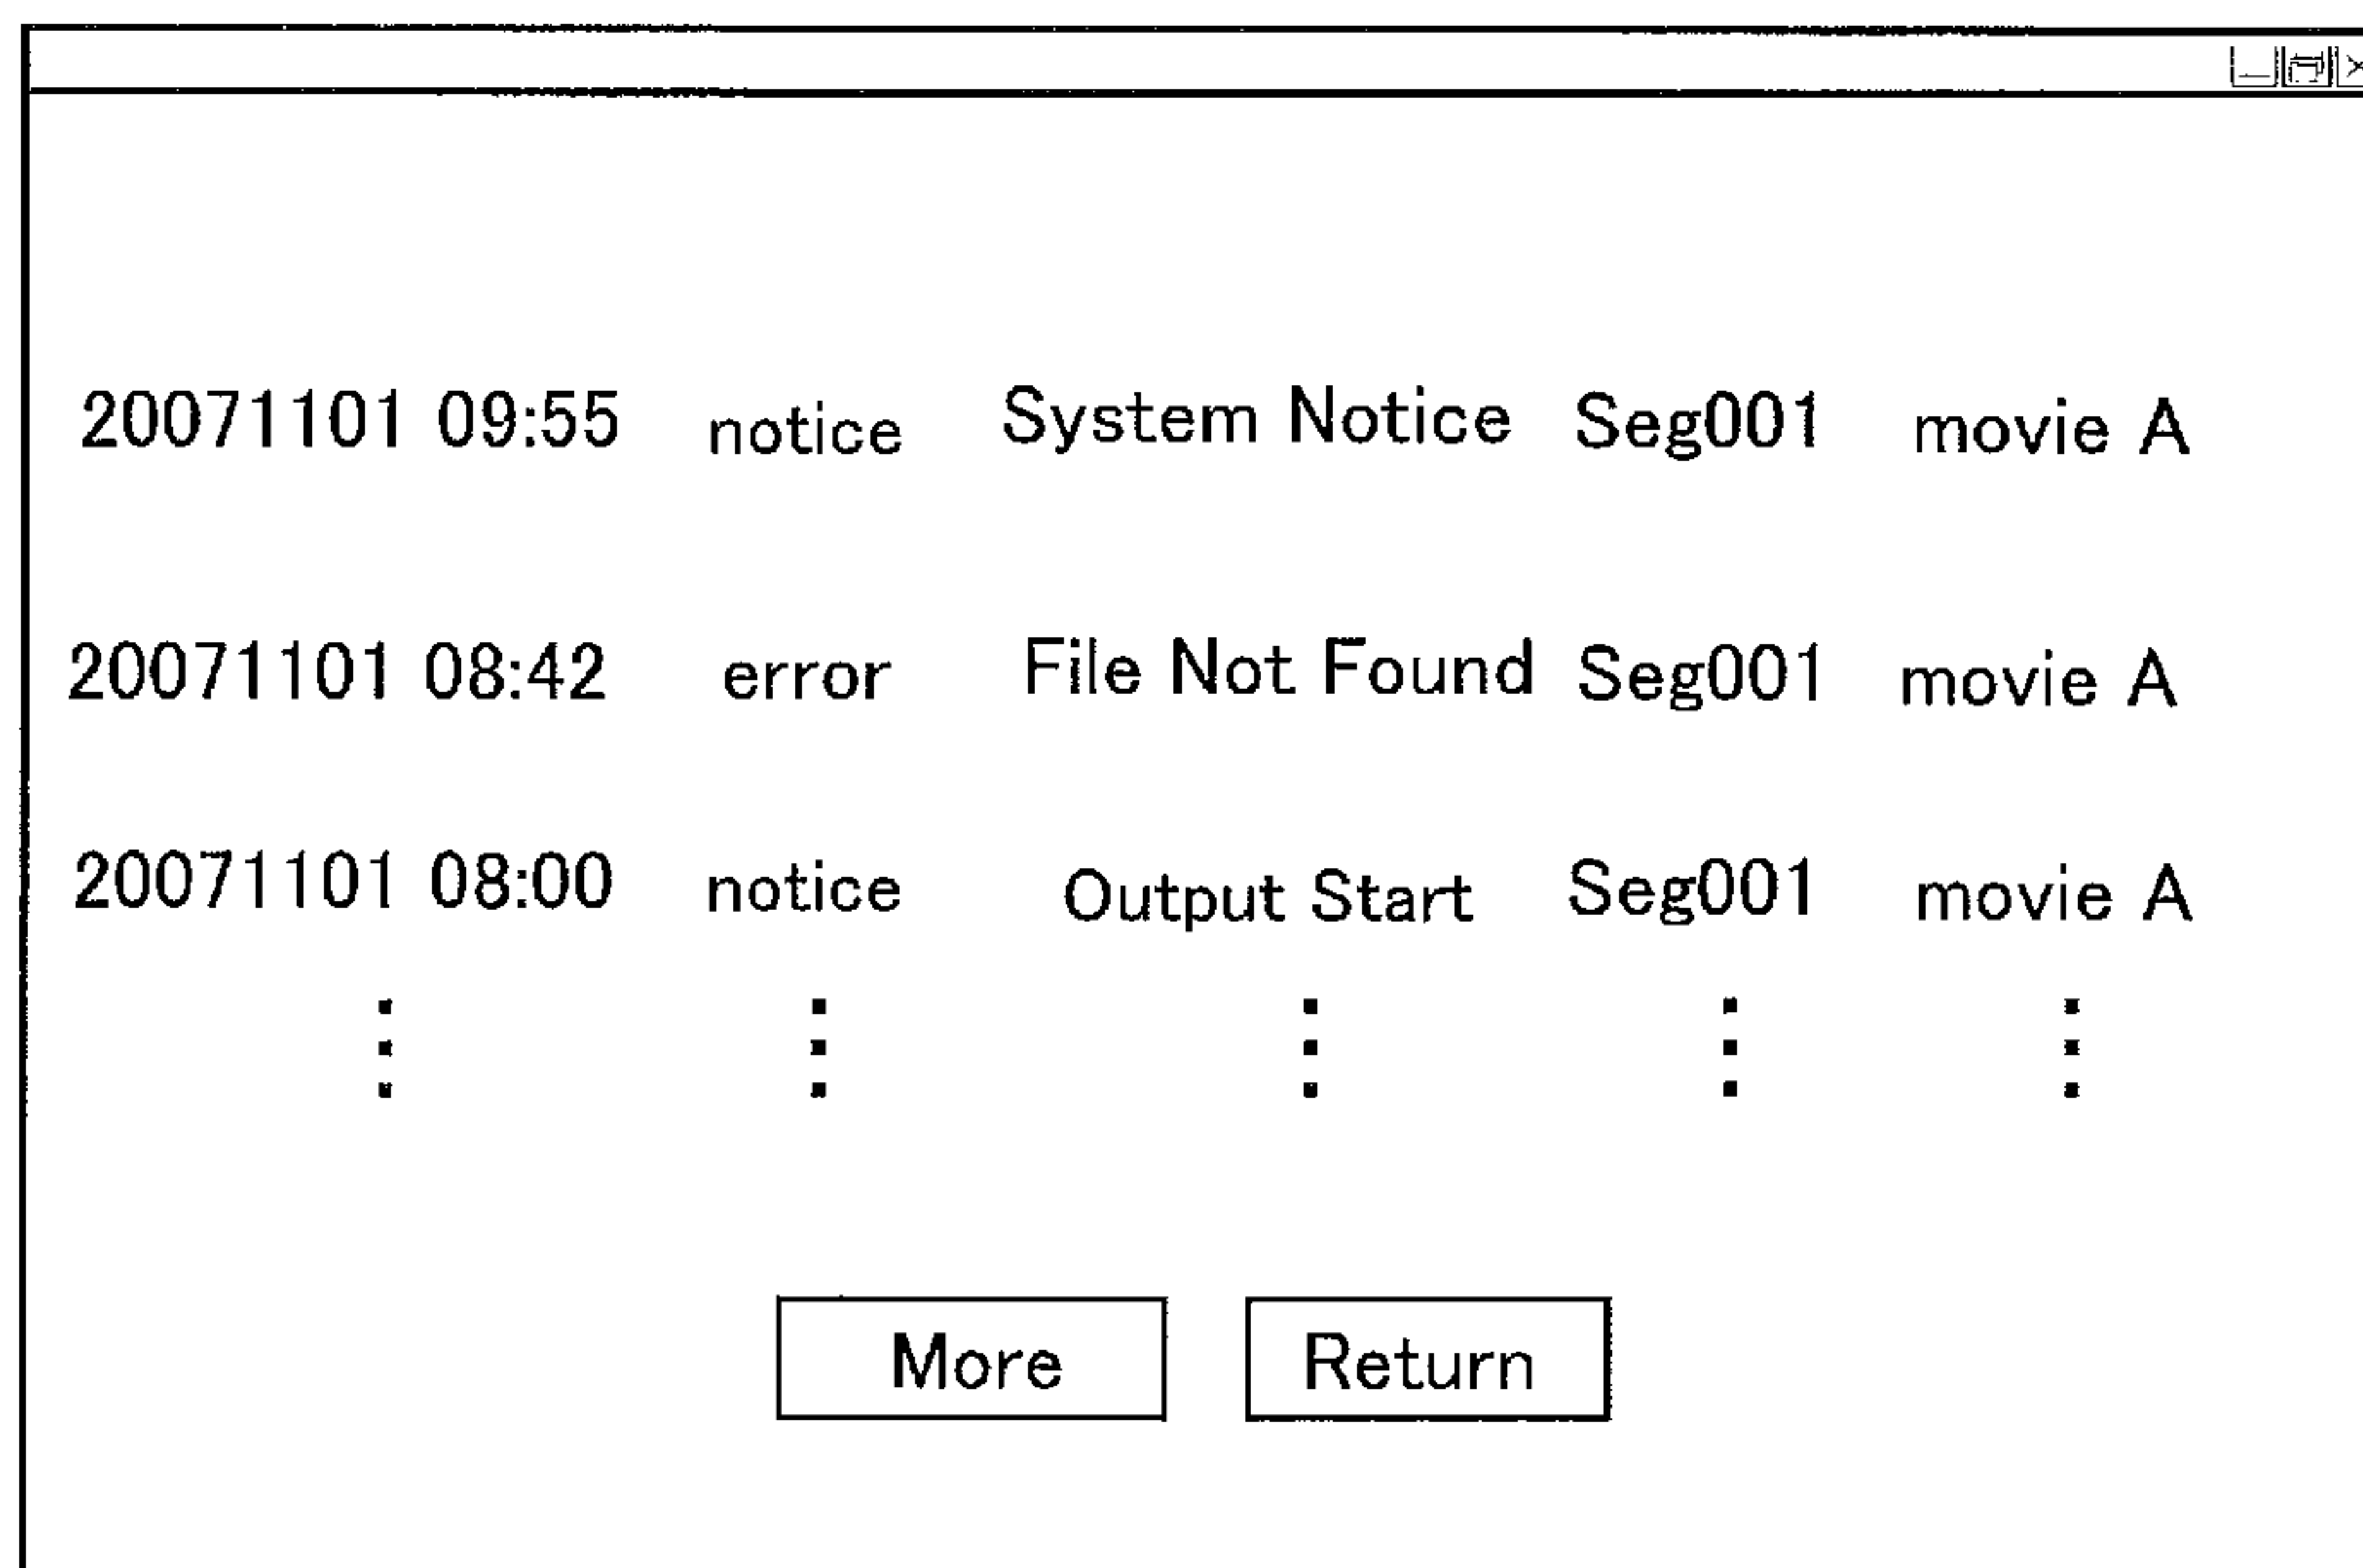 20071101 09:55 notice System Notice Seg001 movie A
20071101 08:42 error File Not Found Seg001 movie A
20071101 08:00 notice Output Start Seg001 movie A
More Return